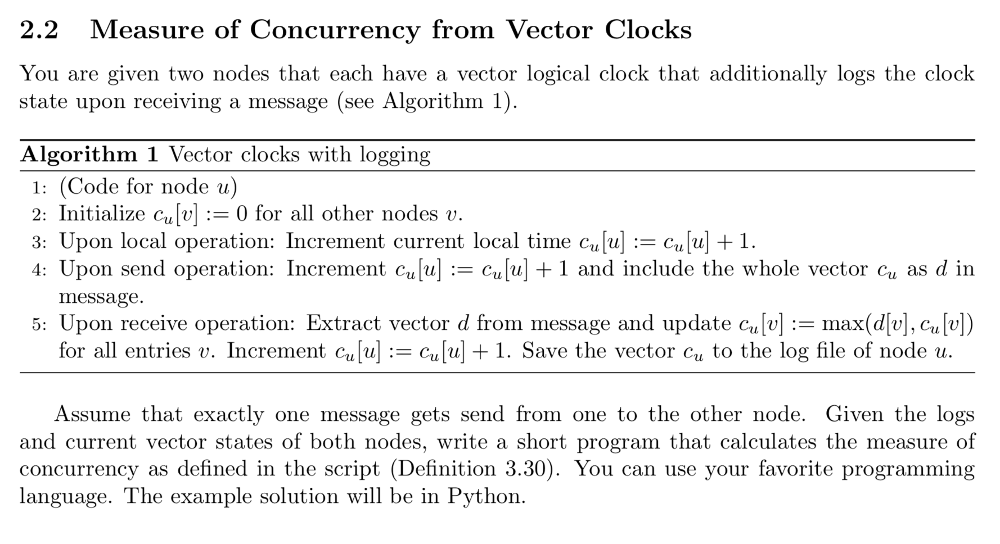 2.2 Measure of Concurrency from Vector Clocks
You are given two nodes that each have a vector logical clock that additionally logs the clock
state upon receiving a message (see Algorithm 1).
Algorithm 1 Vector clocks with logging
1: (Code for node u)
2: Initialize c_u[v] := 0 for all other nodes v.
3: Upon local operation: Increment current local time c_u[u] := c_u[u] + 1.
4: Upon send operation: Increment c_u[u] := c_u[u] + 1 and include the whole vector c_u as d in
message.
5: Upon receive operation: Extract vector d from message and update c_u[v] := max(d[v], c_u[v])
for all entries v. Increment c_u[u] := c_u[u] + 1. Save the vector c_u to the log file of node u.
Assume that exactly one message gets send from one to the other node. Given the logs
and current vector states of both nodes, write a short program that calculates the measure of
concurrency as defined in the script (Definition 3.30). You can use your favorite programming
language. The example solution will be in Python.